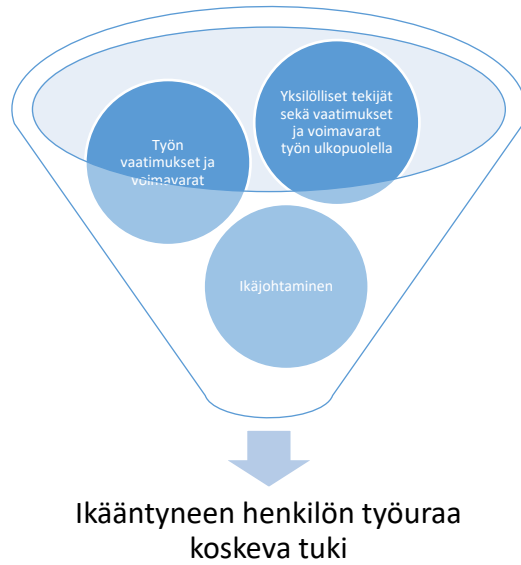 Yksilölliset tekijät
sekä vaatimukset
ja voimavarat
työn ulkopuolella
Työn
vaatimukset ja
voimavarat
Ikäjohtaminen
Ikääntyneen henkilön työuraa
koskeva tuki